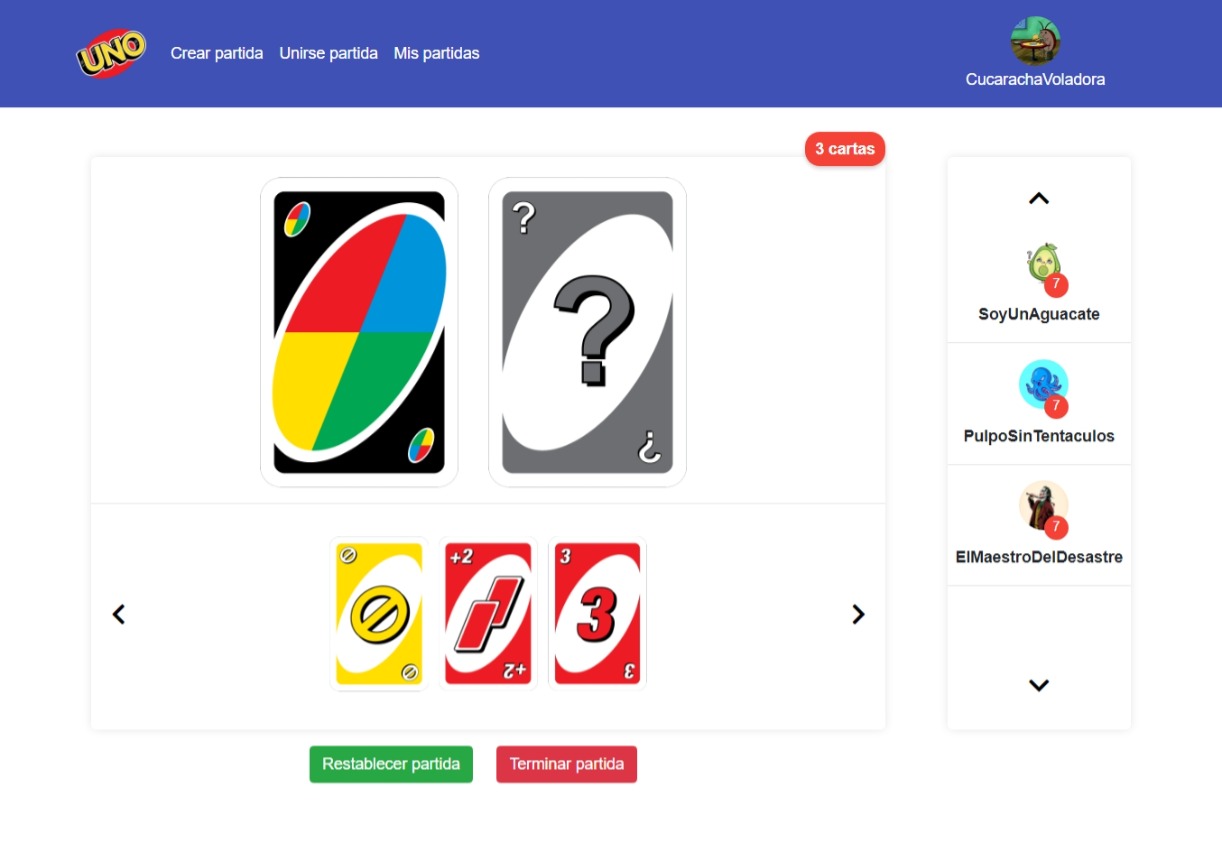 UNO
Crear partida
Unirse partida
Mis partidas
CucarachaVoladora
3 cartas
?
?
¿
7
SoyUnAguacate
7
PulpoSinTentaculos
7
ElMaestroDelDesastre
+2
+2
3
3
3
Restablecer partida
Terminar partida